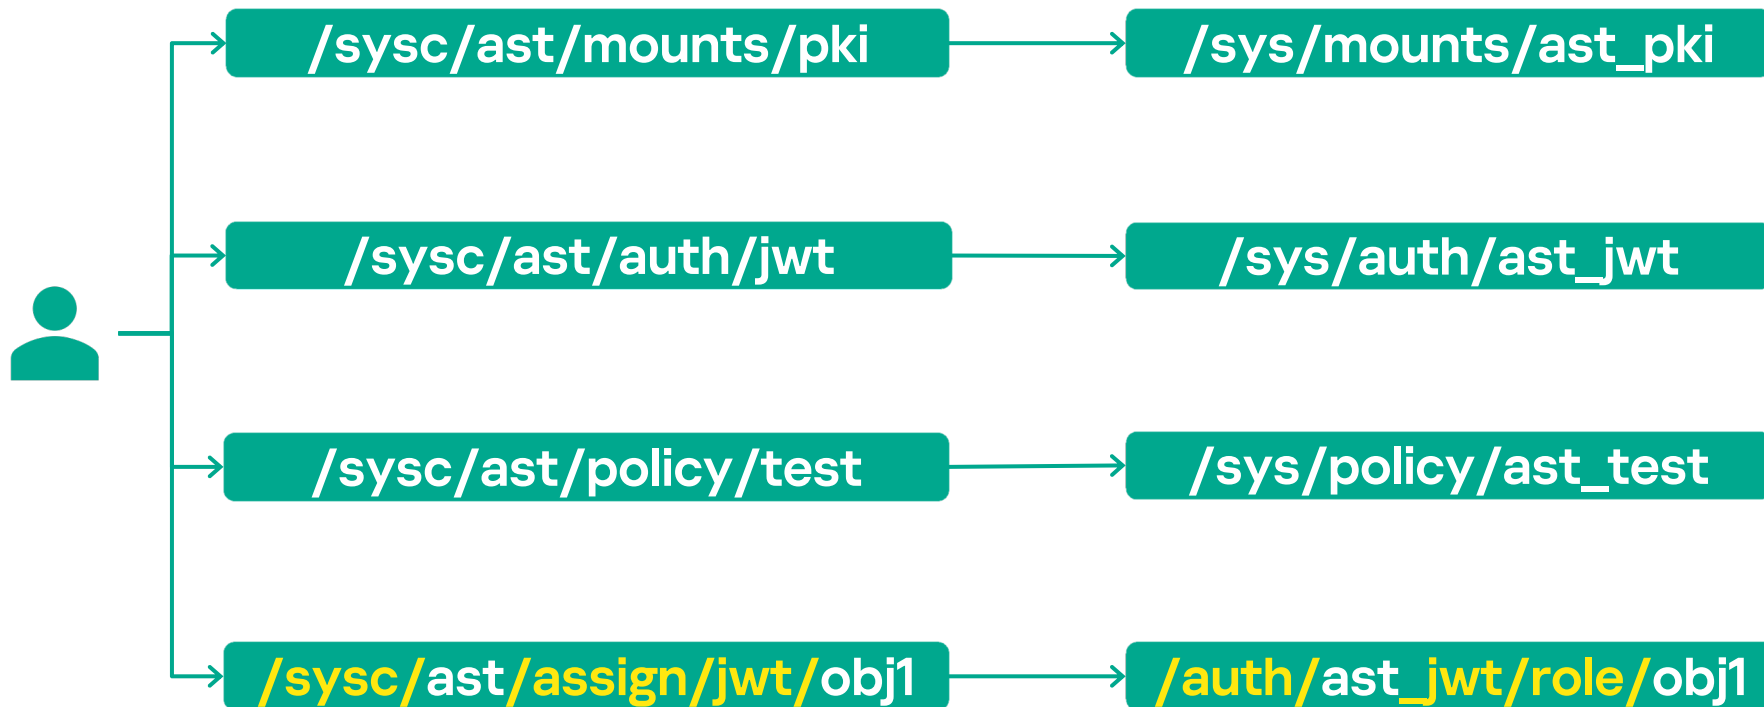 /sysc/ast/mounts/pki
/sys/mounts/ast_pki
/sysc/ast/auth/jwt
/sys/auth/ast_jwt
/sysc/ast/policy/test
/sys/policy/ast_test
/sysc/ast/assign/jwt/obj1
/auth/ast_jwt/role/obj1